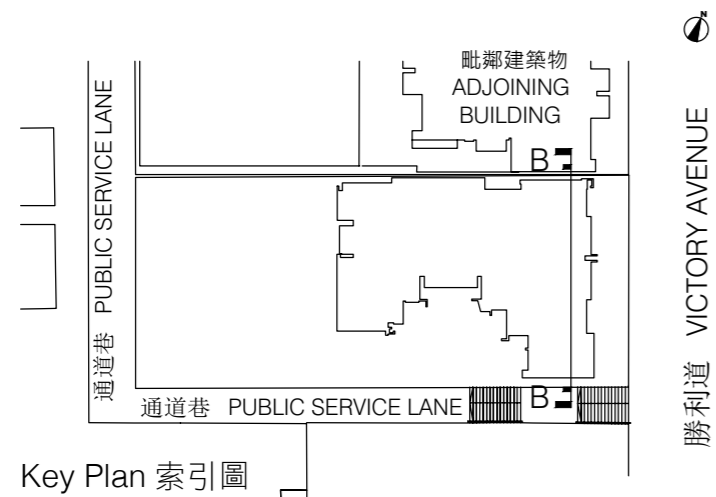 N
毗鄰建築物
ADJOINING
BUILDING
B
通道巷 PUBLIC SERVICE LANE
勝利道 VICTORY AVENUE
通道巷 PUBLIC SERVICE LANE
B
Key Plan 索引圖